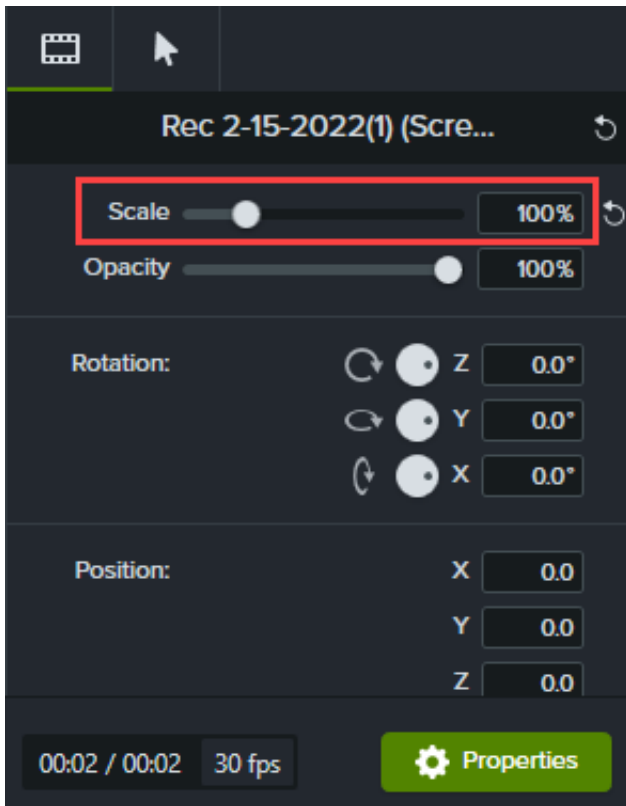 Rec 2-15-2022(1) (Scre...
Scale 100%
Opacity 100%
Rotation: Z 0.0°
Y 0.0°
X 0.0°
Position: X 0.0
Y 0.0
Z 0.0
00:02 / 00:02 30 fps Properties